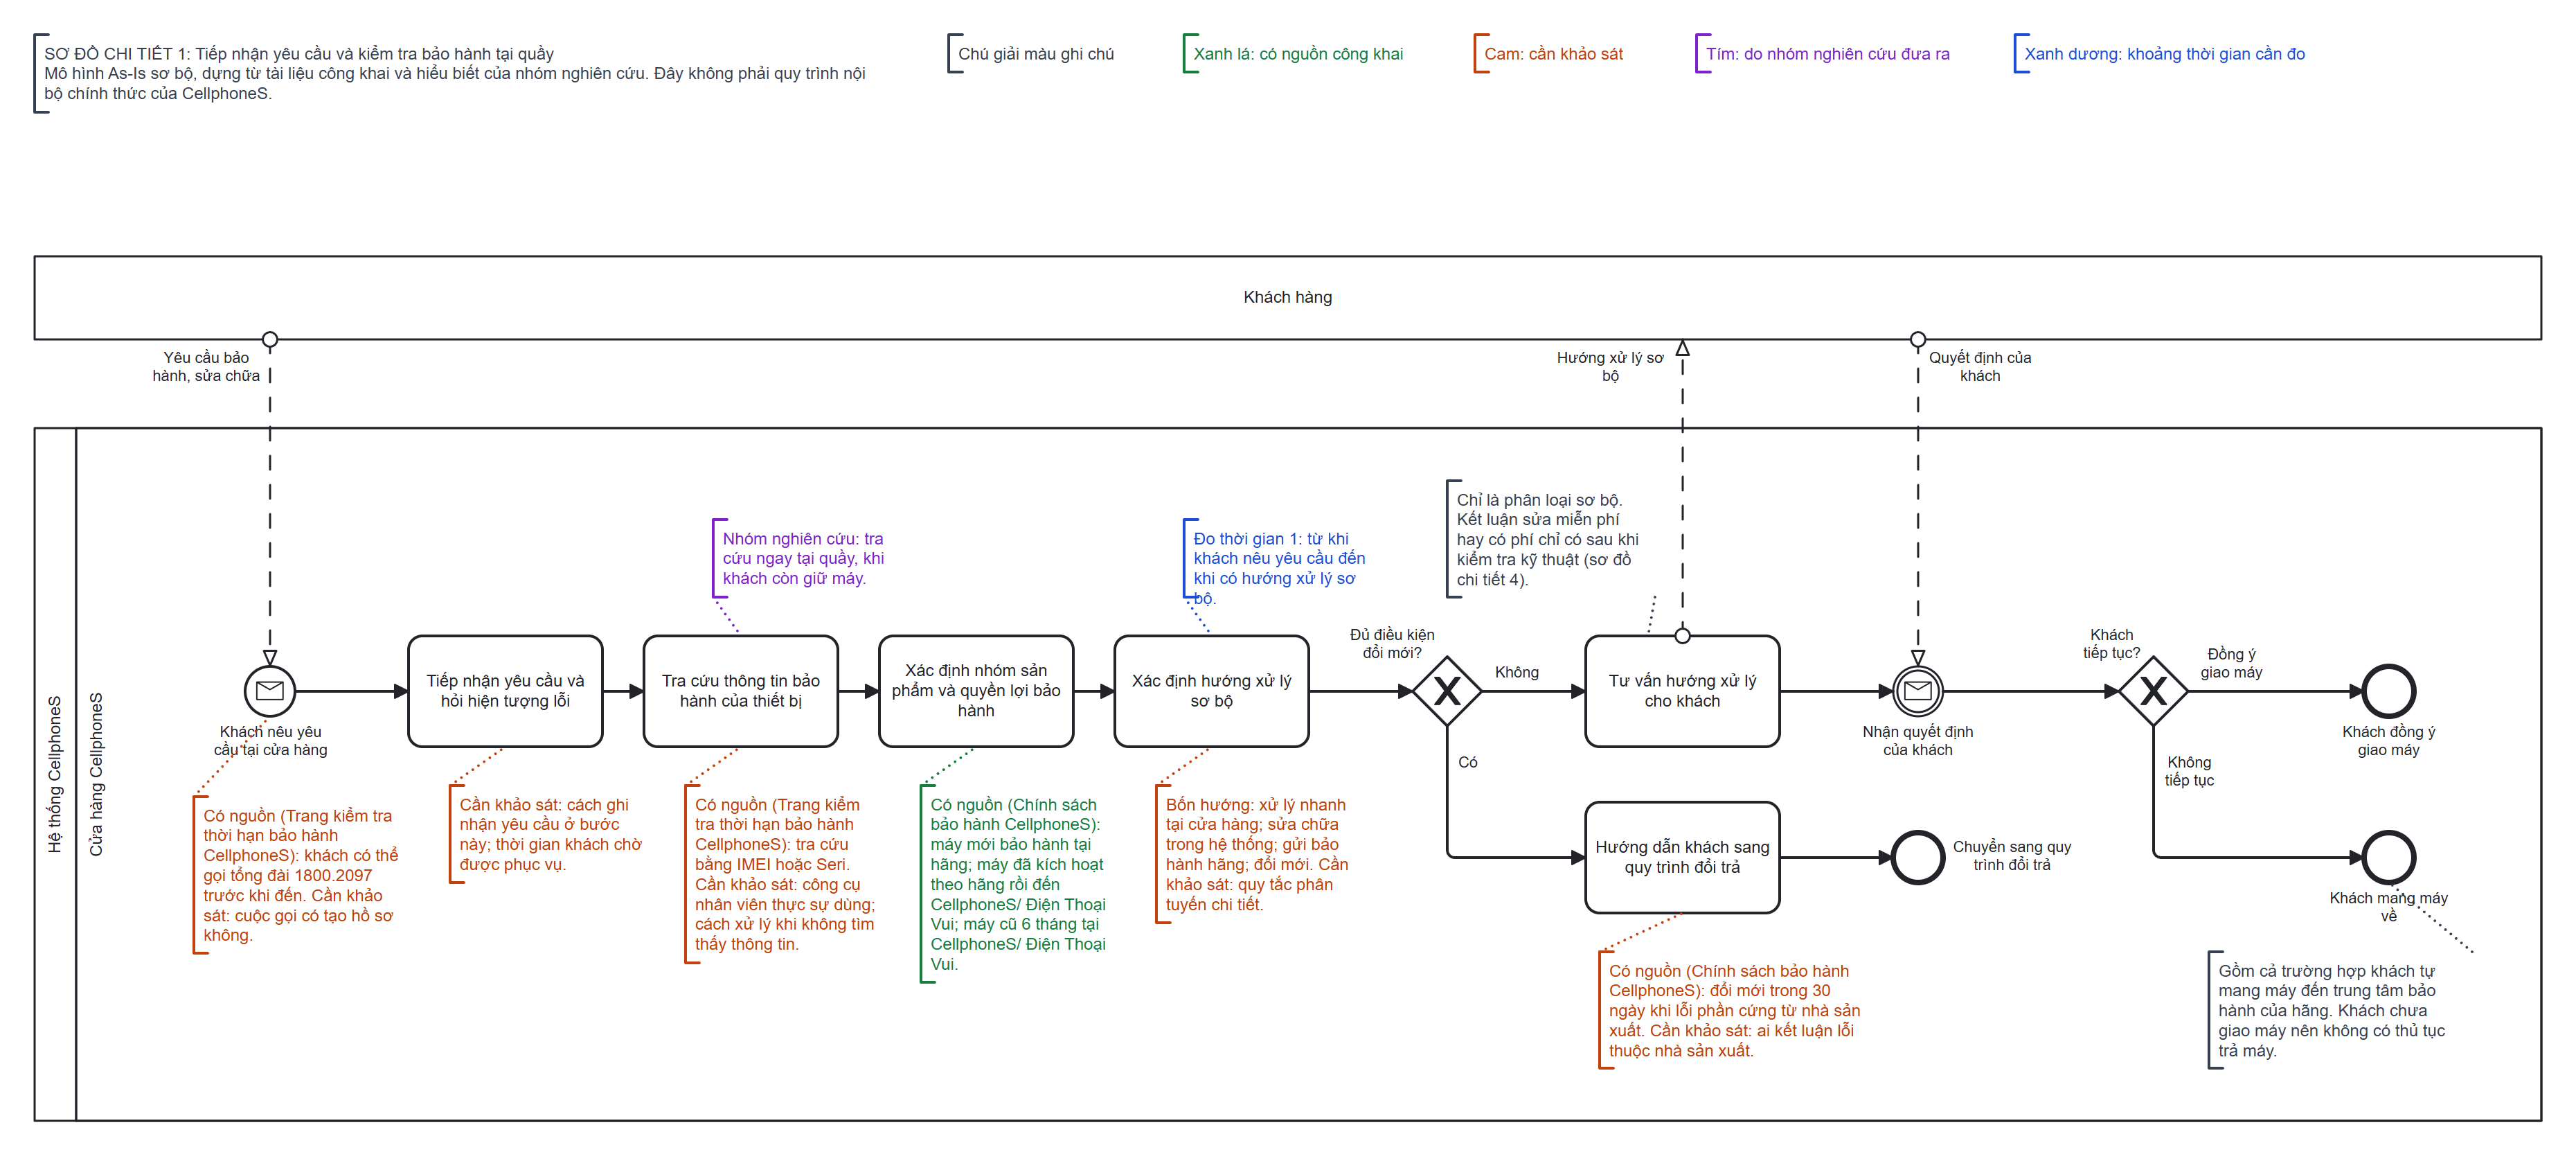 SƠ ĐỒ CHI TIẾT 1: Tiếp nhận yêu cầu và kiểm tra bảo hành tại quầy
Mô hình As-Is sơ bộ, dựng từ tài liệu công khai và hiểu biết của nhóm nghiên cứu. Đây không phải quy trình nội
bộ chính thức của CellphoneS.
Chú giải màu ghi chú
Xanh lá: có nguồn công khai
Cam: cần khảo sát
Tím: do nhóm nghiên cứu đưa ra
Xanh dương: khoảng thời gian cần đo
Khách hàng
Yêu cầu bảo
hành, sửa chữa
Hướng xử lý sơ
bộ
Quyết định của
khách
Hệ thống CellphoneS
Cửa hàng CellphoneS
Nhóm nghiên cứu: tra
cứu ngay tại quầy, khi
khách còn giữ máy.
Đo thời gian 1: từ khi
khách nêu yêu cầu đến
khi có hướng xử lý sơ
bộ.
Chỉ là phân loại sơ bộ.
Kết luận sửa miễn phí
hay có phí chỉ có sau khi
kiểm tra kỹ thuật (sơ đồ
chi tiết 4).
Khách nêu yêu
cầu tại cửa hàng
Tiếp nhận yêu cầu và
hỏi hiện tượng lỗi
Tra cứu thông tin bảo
hành của thiết bị
Xác định nhóm sản
phẩm và quyền lợi bảo
hành
Xác định hướng xử lý
sơ bộ
Đủ điều kiện
đổi mới?
Không
Có
Tư vấn hướng xử lý
cho khách
Nhận quyết định
của khách
Khách
tiếp tục?
Đồng ý
giao máy
Khách đồng ý
giao máy
Không
tiếp tục
Hướng dẫn khách sang
quy trình đổi trả
Chuyển sang quy
trình đổi trả
Khách mang máy
về
Có nguồn (Trang kiểm tra
thời hạn bảo hành
CellphoneS): khách có thể
gọi tổng đài 1800.2097
trước khi đến. Cần khảo
sát: cuộc gọi có tạo hồ sơ
không.
Cần khảo sát: cách ghi
nhận yêu cầu ở bước
này; thời gian khách chờ
được phục vụ.
Có nguồn (Trang kiểm
tra thời hạn bảo hành
CellphoneS): tra cứu
bằng IMEI hoặc Seri.
Cần khảo sát: công cụ
nhân viên thực sự dùng;
cách xử lý khi không tìm
thấy thông tin.
Có nguồn (Chính sách
bảo hành CellphoneS):
máy mới bảo hành tại
hãng; máy đã kích hoạt
theo hãng rồi đến
CellphoneS/ Điện Thoại
Vui; máy cũ 6 tháng tại
CellphoneS/ Điện Thoại
Vui.
Bốn hướng: xử lý nhanh
tại cửa hàng; sửa chữa
trong hệ thống; gửi bảo
hành hãng; đổi mới. Cần
khảo sát: quy tắc phân
tuyến chi tiết.
Có nguồn (Chính sách bảo hành
CellphoneS): đổi mới trong 30
ngày khi lỗi phần cứng từ nhà sản
xuất. Cần khảo sát: ai kết luận lỗi
thuộc nhà sản xuất.
Gồm cả trường hợp khách tự
mang máy đến trung tâm bảo
hành của hãng. Khách chưa
giao máy nên không có thủ tục
trả máy.